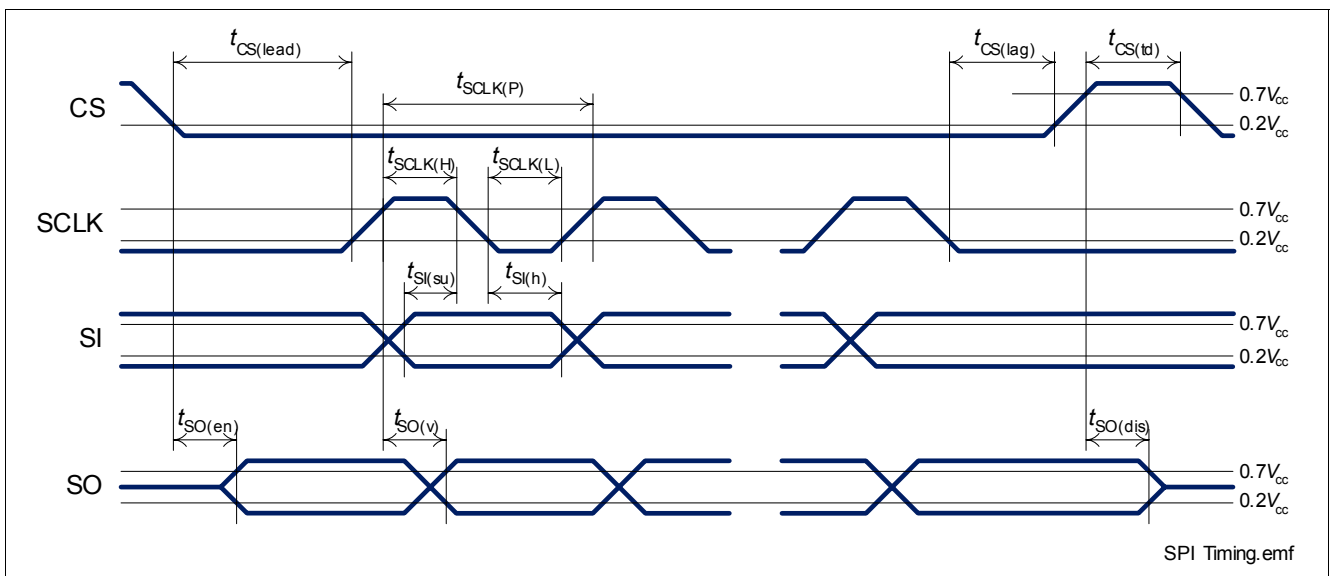 tCS(lead)
tCS(lag)
tCS(td)
tSCLK(P)
CS
0.7Vcc
0.2Vcc
tSCLK(H)
tSCLK(L)
SCLK
0.7Vcc
0.2Vcc
tSI(su)
tSI(h)
SI
0.7Vcc
0.2Vcc
tSO(en)
tSO(v)
tSO(dis)
SO
0.7Vcc
0.2Vcc
SPI Timing.emf